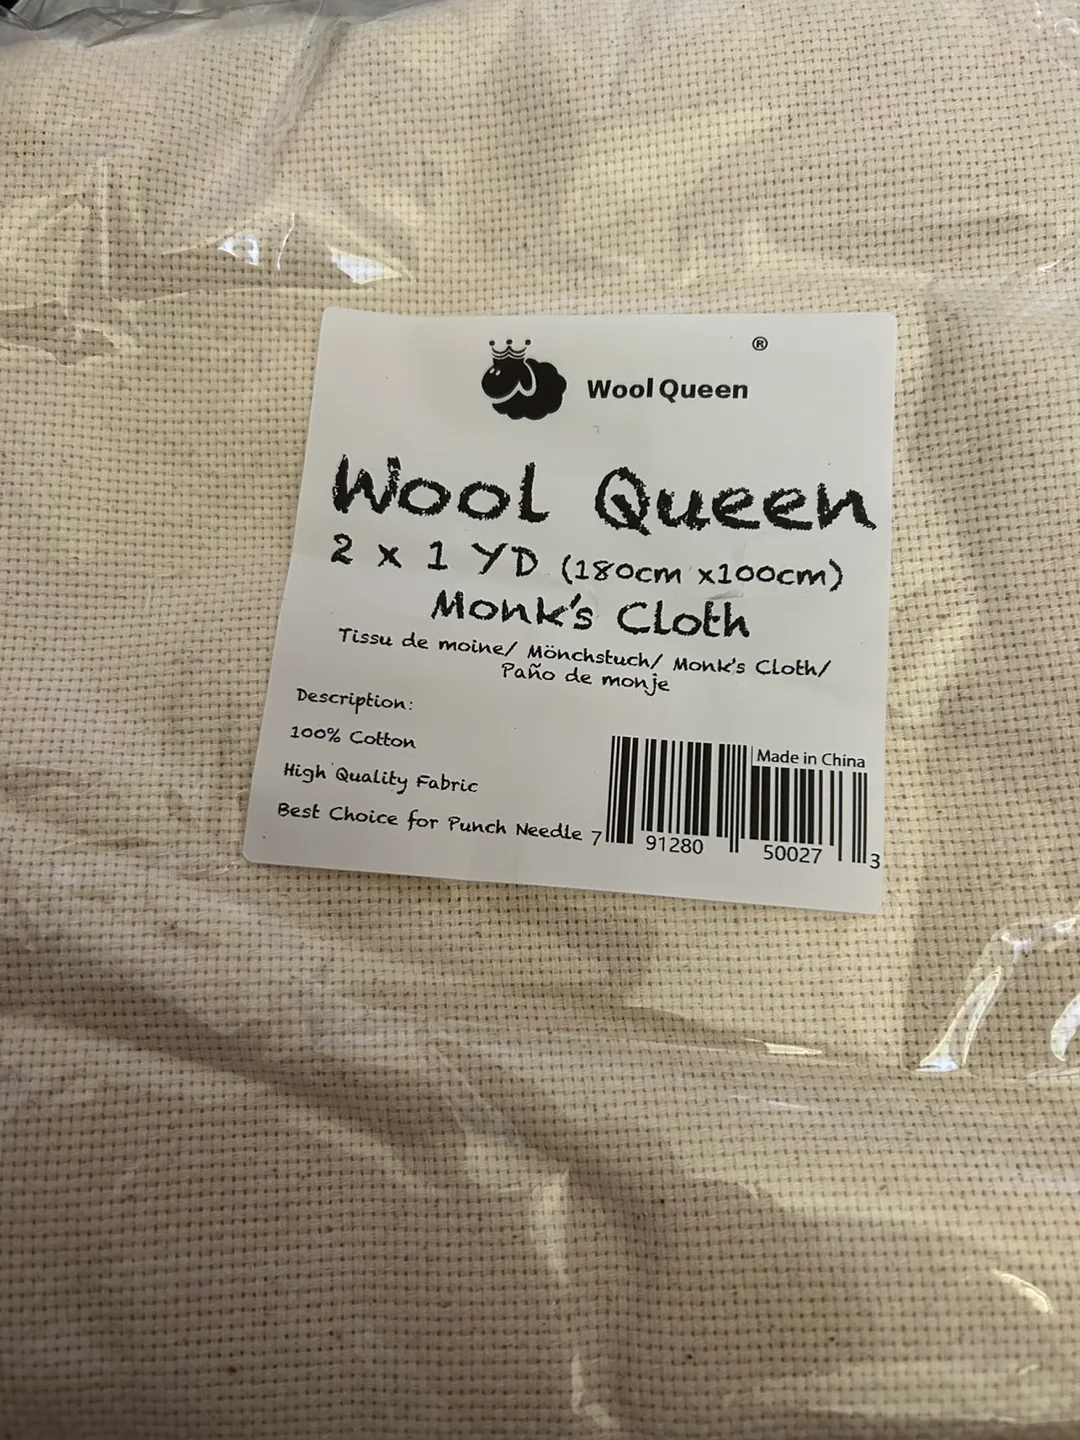 ®
Wool Queen
Wool Queen
2 x 1 YD (180cm x100cm)
Monk's Cloth
Tissu de moine/ Mönchstuch/ Monk's Cloth/
Paño de monje
Description:
100% Cotton
High Quality Fabric
Best Choice for Punch Needle
Made in China
7 91280 50027 3